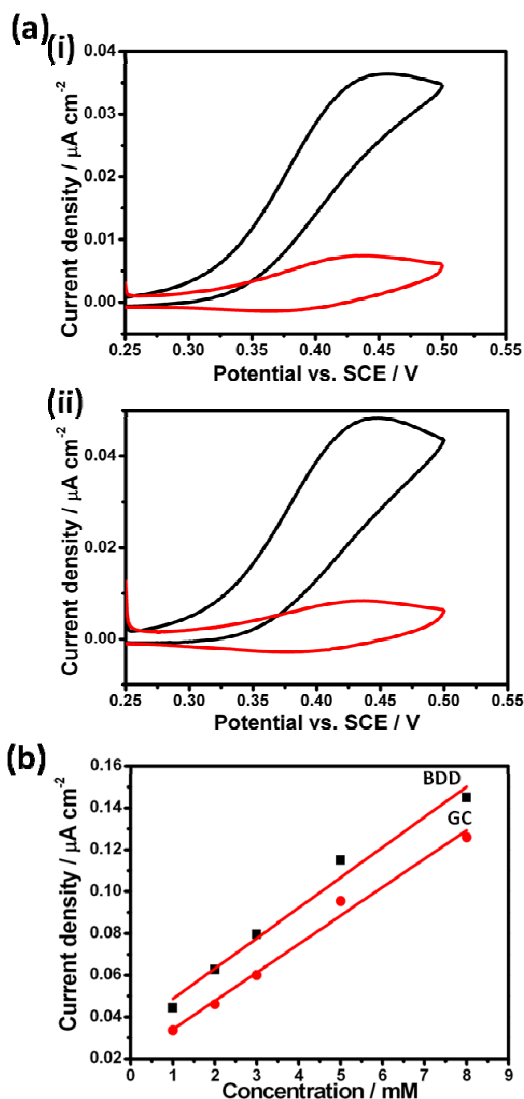 (a)
(i)
0.04
0.03
0.02
0.01
0.00
Current density / μA cm⁻²
0.25 0.30 0.35 0.40 0.45 0.50 0.55
Potential vs. SCE / V
(ii)
0.04
0.02
0.00
Current density / μA cm⁻²
0.25 0.30 0.35 0.40 0.45 0.50 0.55
Potential vs. SCE / V
(b)
0.16
0.14
0.12
0.10
0.08
0.06
0.04
0.02
Current density / μA cm⁻²
BDD
GC
0 1 2 3 4 5 6 7 8 9
Concentration / mM